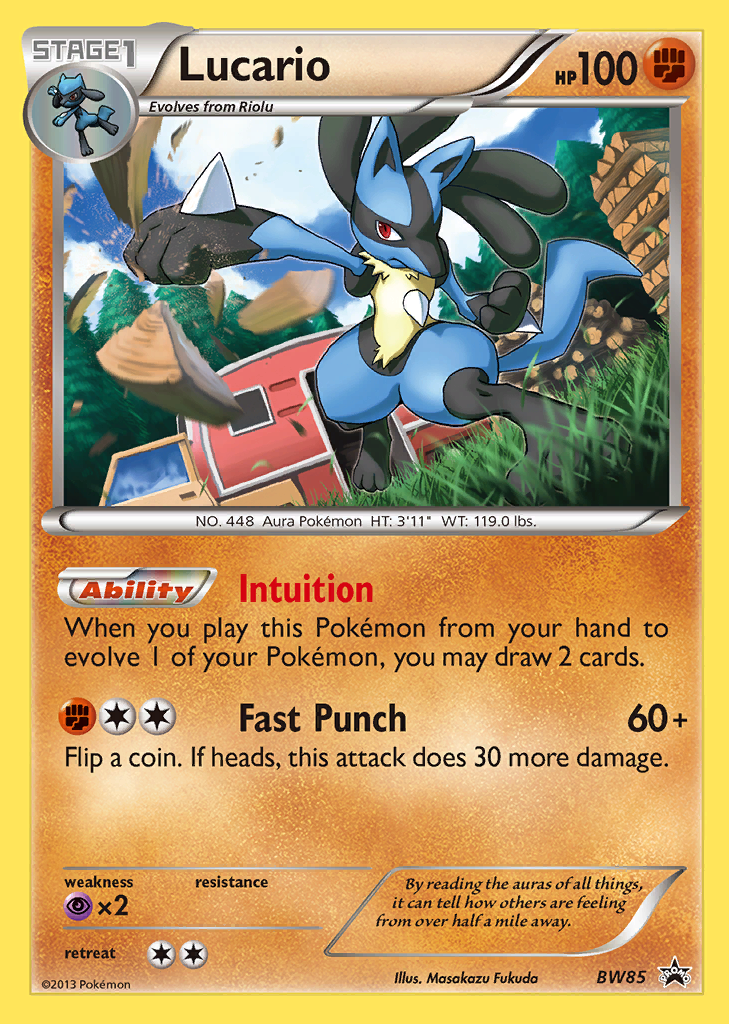 STAGE1
Lucario
HP100
Evolves from Riolu
NO. 448 Aura Pokémon HT: 3'11" WT: 119.0 lbs.
Ability Intuition
When you play this Pokémon from your hand to
evolve 1 of your Pokémon, you may draw 2 cards.
Fast Punch 60+
Flip a coin. If heads, this attack does 30 more damage.
weakness resistance
×2
By reading the auras of all things,
it can tell how others are feeling
from over half a mile away.
retreat
©2013 Pokémon
Illus. Masakazu Fukuda
BW85
PROMO